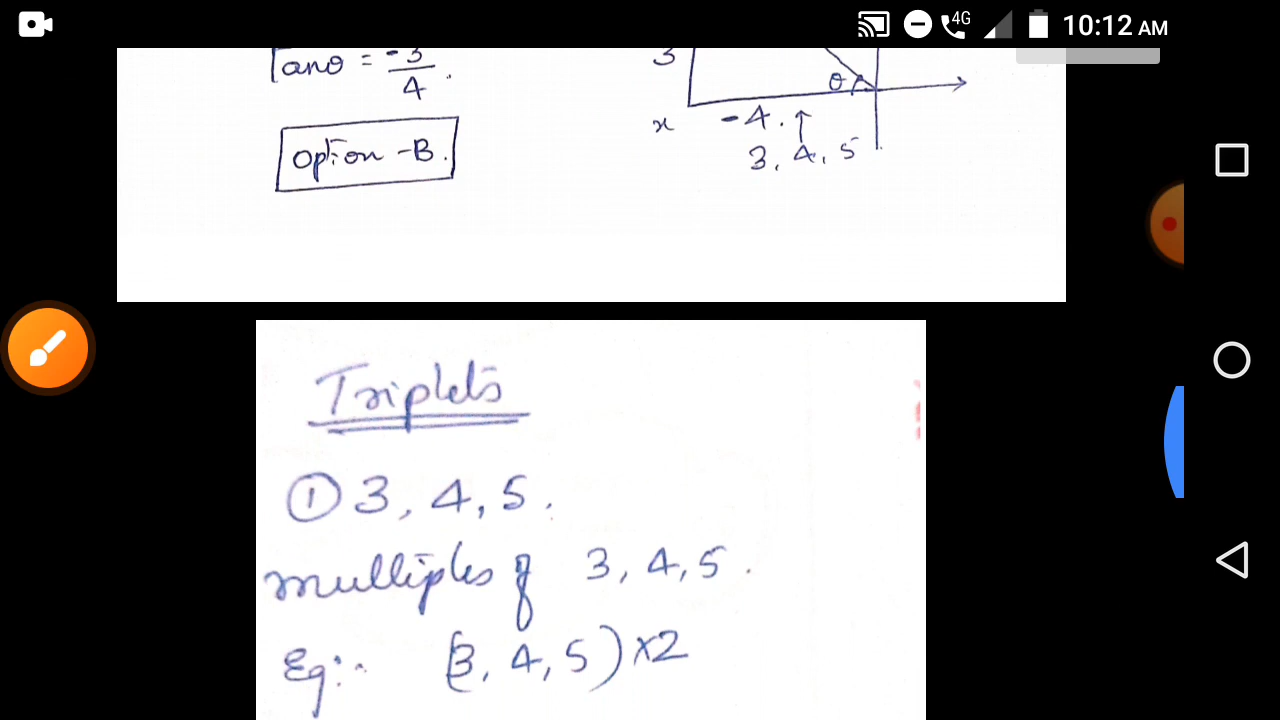 4G 10:12 AM
Tanθ = -3/4.
3
θ
x -4.
3, 4, 5
Option -B.
Triplets
① 3, 4, 5.
multiples of 3, 4, 5.
Eg:- (3, 4, 5) x2